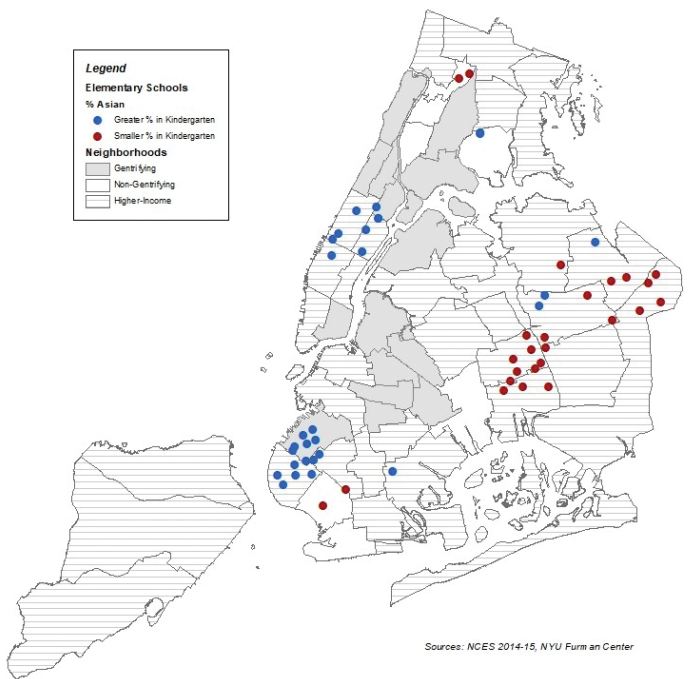 Legend
Elementary Schools
% Asian
Greater % in Kindergarten
Smaller % in Kindergarten
Neighborhoods
Gentrifying
Non-Gentrifying
Higher-Income
Sources: NCES 2014-15, NYU Furman Center